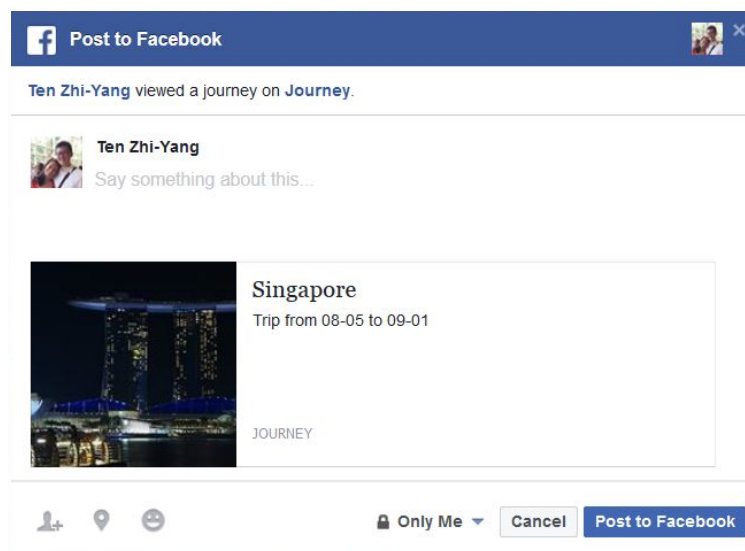 Post to Facebook
Ten Zhi-Yang viewed a journey on Journey.
Ten Zhi-Yang
Say something about this...
Singapore
Trip from 08-05 to 09-01
JOURNEY
Only Me Cancel Post to Facebook